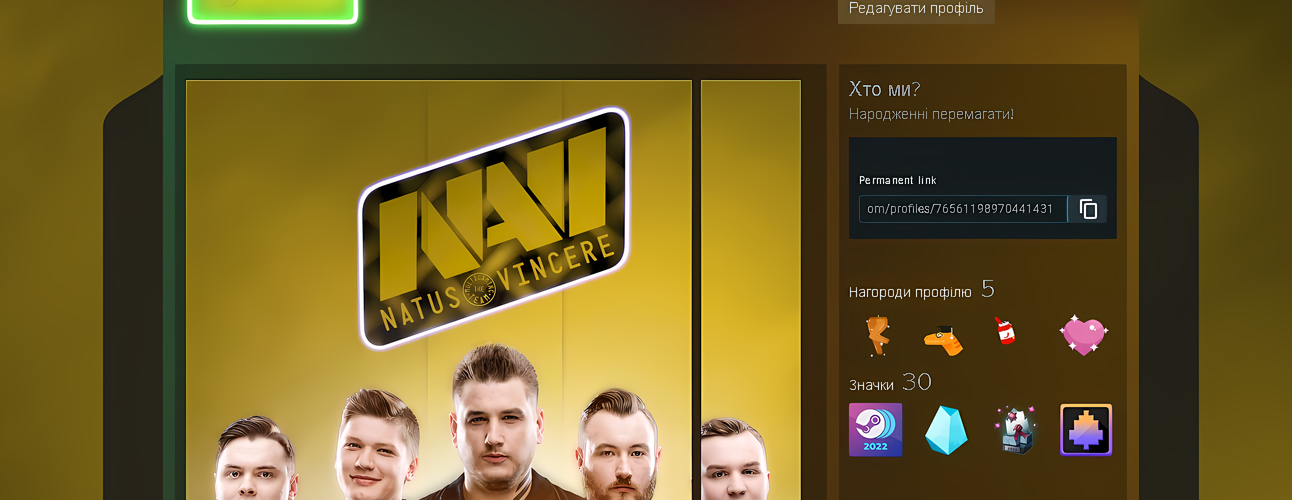 Редагувати профіль
NAVI
NATUS VINCERE
Хто ми?
Народженні перемагати!
Permanent link
om/profiles/76561198970441431
Нагороди профілю 5
Значки 30
2022